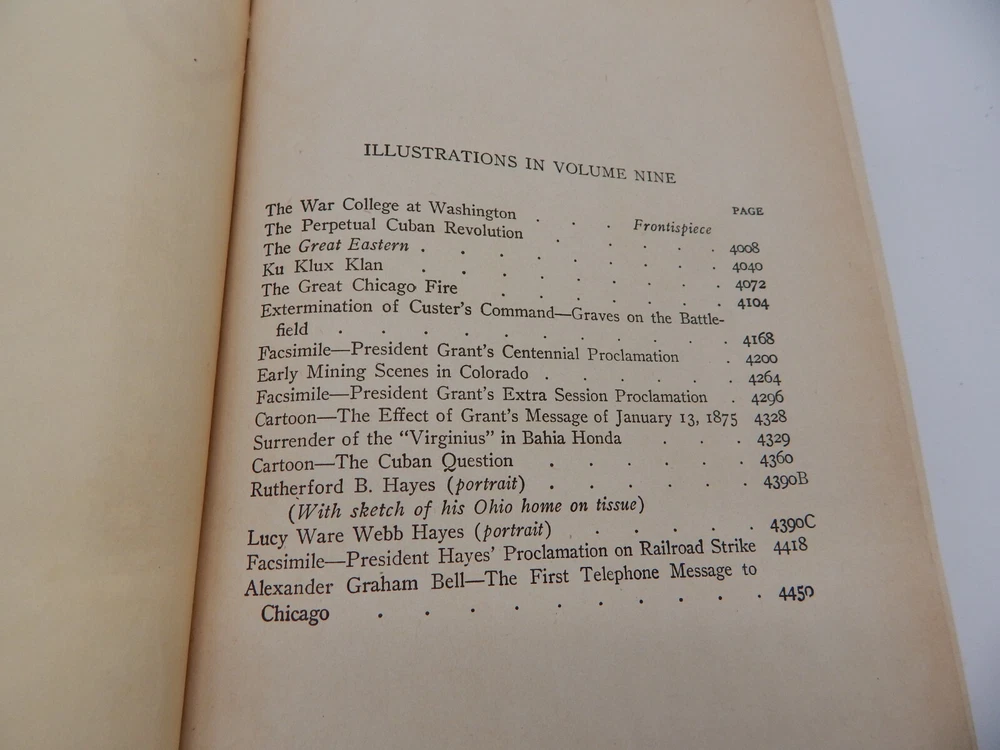 ILLUSTRATIONS IN VOLUME NINE
PAGE
The War College at Washington . . . Frontispiece
The Perpetual Cuban Revolution . . . . . 4008
The Great Eastern . . . . . . . . 4040
Ku Klux Klan . . . . . . . . 4072
The Great Chicago Fire . . . . . . . 4104
Extermination of Custer's Command—Graves on the Battle-
field . . . . . . . . . . 4168
Facsimile—President Grant's Centennial Proclamation . 4200
Early Mining Scenes in Colorado . . . . . 4264
Facsimile—President Grant's Extra Session Proclamation . 4296
Cartoon—The Effect of Grant's Message of January 13, 1875 4328
Surrender of the "Virginius" in Bahia Honda . . . 4329
Cartoon—The Cuban Question . . . . . 4360
Rutherford B. Hayes (portrait) . . . . . 4390B
(With sketch of his Ohio home on tissue)
Lucy Ware Webb Hayes (portrait) . . . . . 4390C
Facsimile—President Hayes' Proclamation on Railroad Strike 4418
Alexander Graham Bell—The First Telephone Message to
Chicago . . . . . . . . . 4450